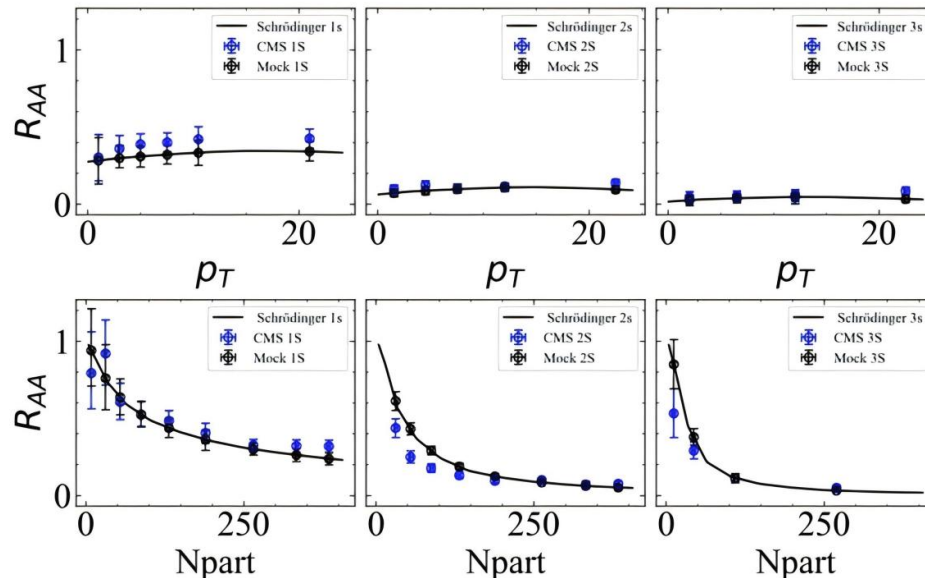 Schrödinger 1s
CMS 1S
Mock 1S
Schrödinger 2s
CMS 2S
Mock 2S
Schrödinger 3s
CMS 3S
Mock 3S
1
R_AA
0
0 20
0 20
0 20
p_T
p_T
p_T
Schrödinger 1s
CMS 1S
Mock 1S
Schrödinger 2s
CMS 2S
Mock 2S
Schrödinger 3s
CMS 3S
Mock 3S
1
R_AA
0
0 250
0 250
0 250
Npart
Npart
Npart